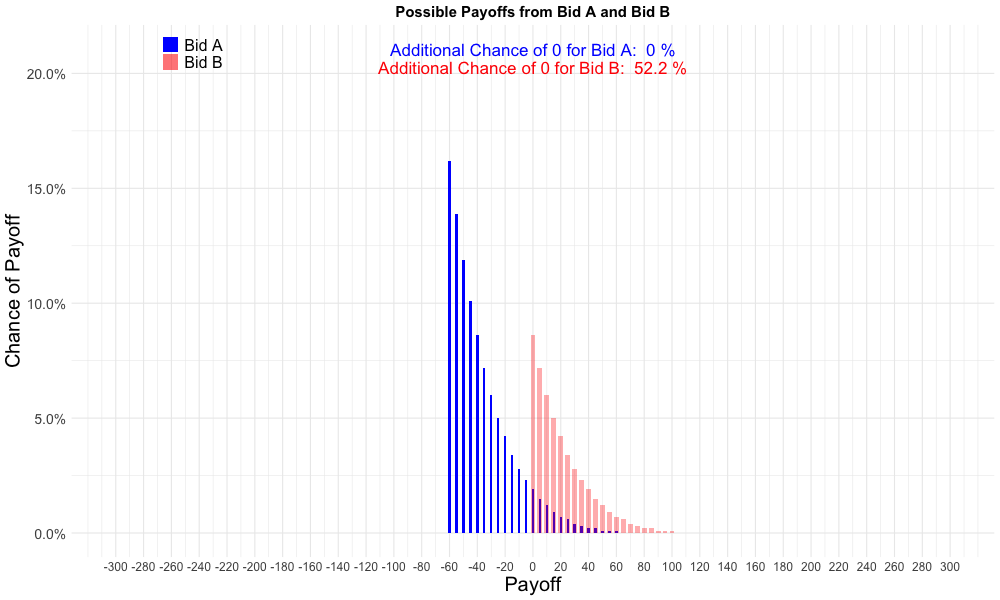 Possible Payoffs from Bid A and Bid B
Bid A
Bid B
Additional Chance of 0 for Bid A:  0 %
Additional Chance of 0 for Bid B:  52.2 %
Chance of Payoff
20.0%
15.0%
10.0%
5.0%
0.0%
-300 -280 -260 -240 -220 -200 -180 -160 -140 -120 -100 -80 -60 -40 -20 0 20 40 60 80 100 120 140 160 180 200 220 240 260 280 300
Payoff